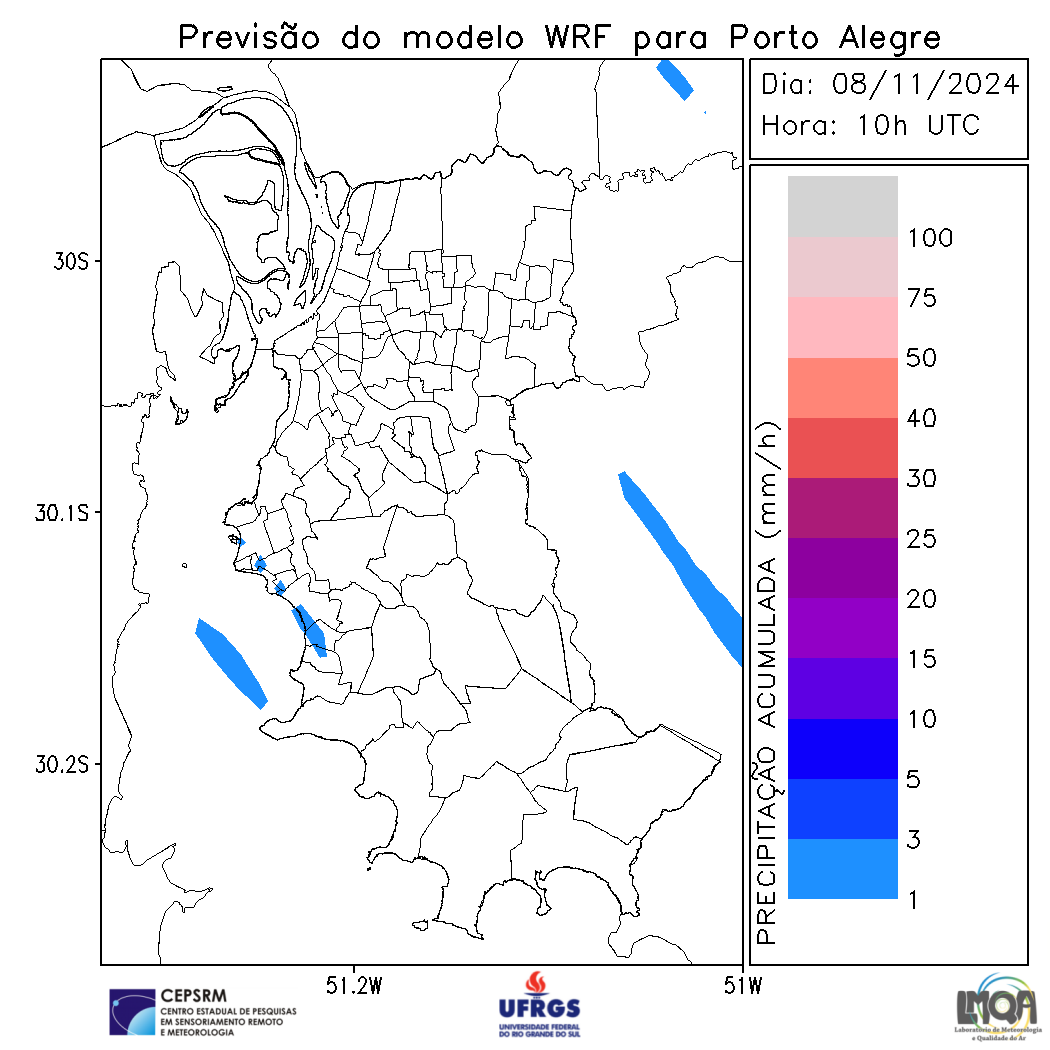 Previsão do modelo WRF para Porto Alegre
Dia: 08/11/2024
Hora: 10h UTC
30S
30.1S
30.2S
51.2W
51W
PRECIPITAÇÃO ACUMULADA (mm/h)
100
75
50
40
30
25
20
15
10
5
3
1
CEPSRM
CENTRO ESTADUAL DE PESQUISAS
EM SENSORIAMENTO REMOTO
E METEOROLOGIA
UFRGS
UNIVERSIDADE FEDERAL
DO RIO GRANDE DO SUL
LMQA
Laboratório de Meteorologia
e Qualidade do Ar